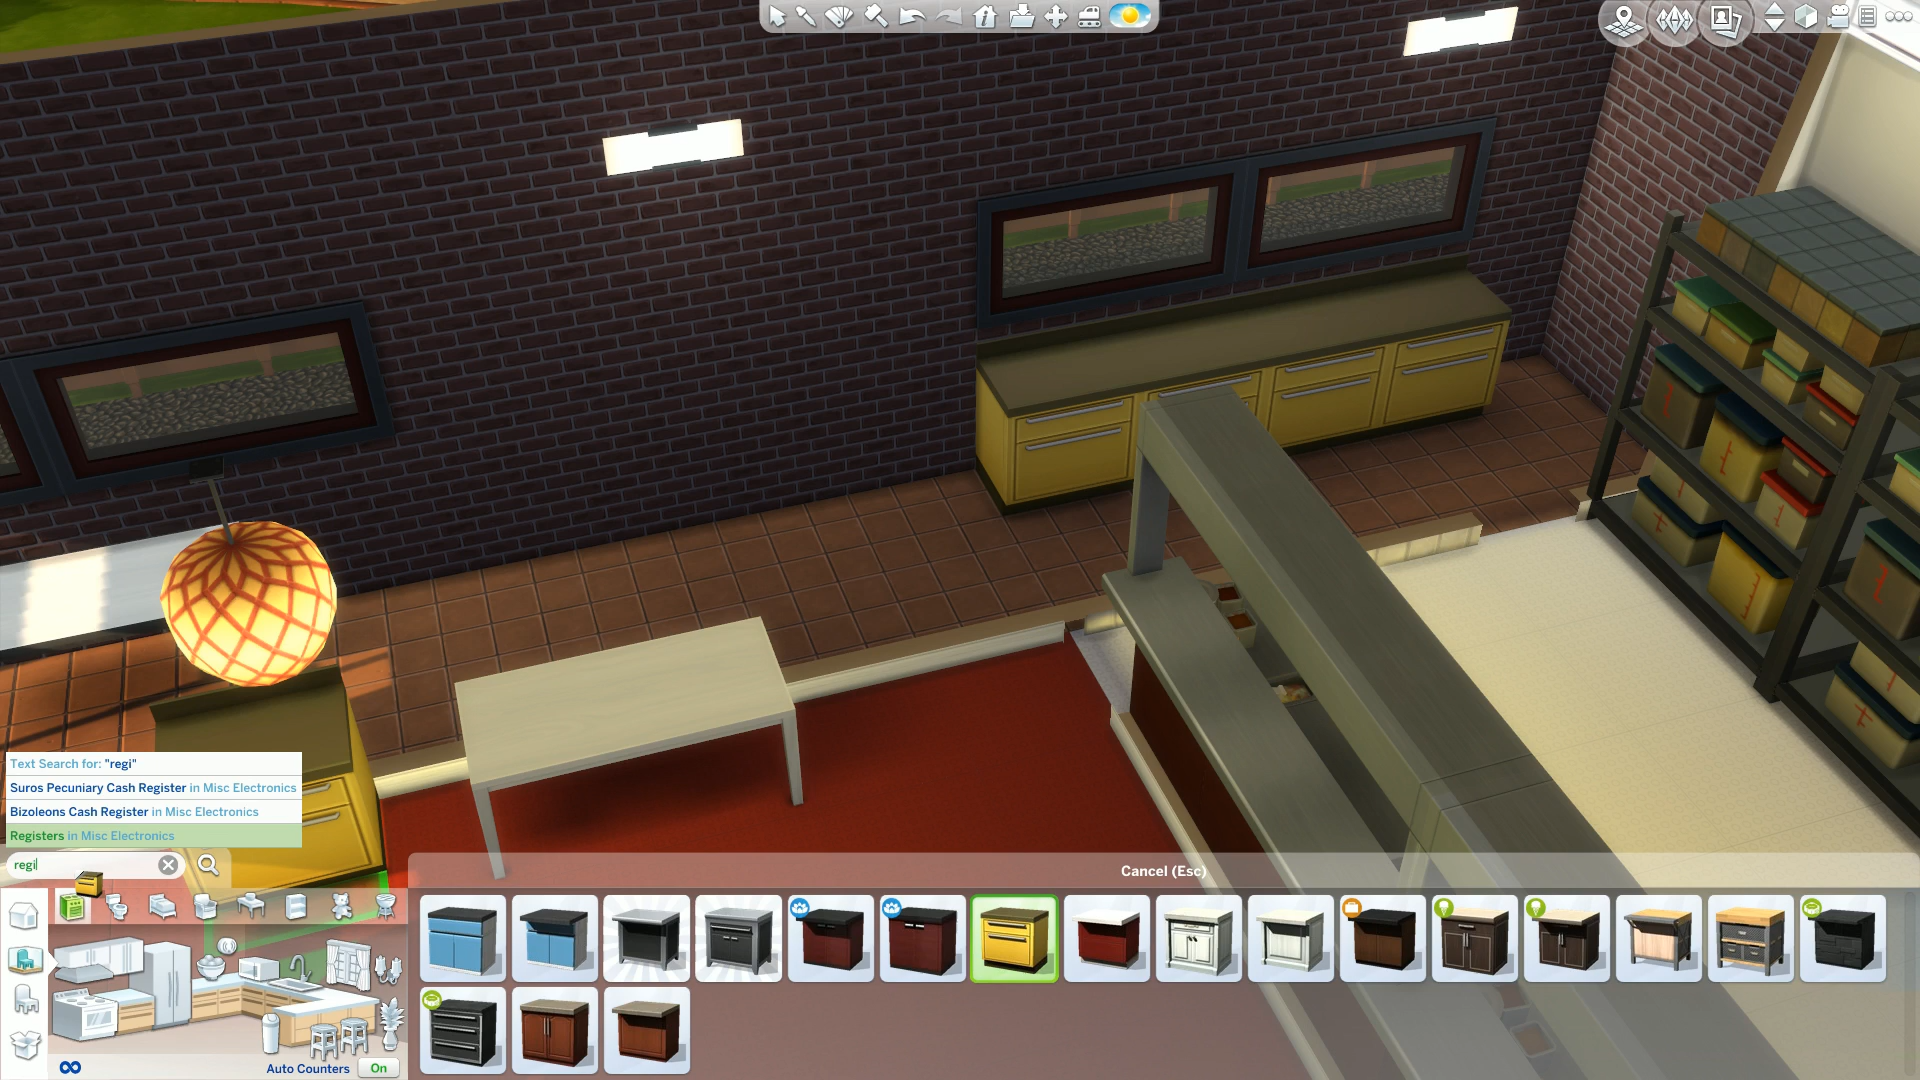 Text Search for: "regi"
Suros Pecuniary Cash Register in Misc Electronics
Bizoleons Cash Register in Misc Electronics
Registers in Misc Electronics
regi
Cancel (Esc)
Auto Counters On